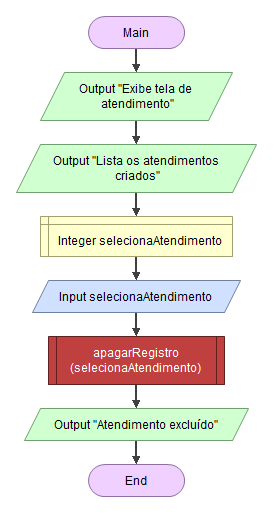 Main
Output "Exibe tela de
atendimento"
Output "Lista os atendimentos
criados"
Integer selecionaAtendimento
Input selecionaAtendimento
apagarRegistro
(selecionaAtendimento)
Output "Atendimento excluído"
End